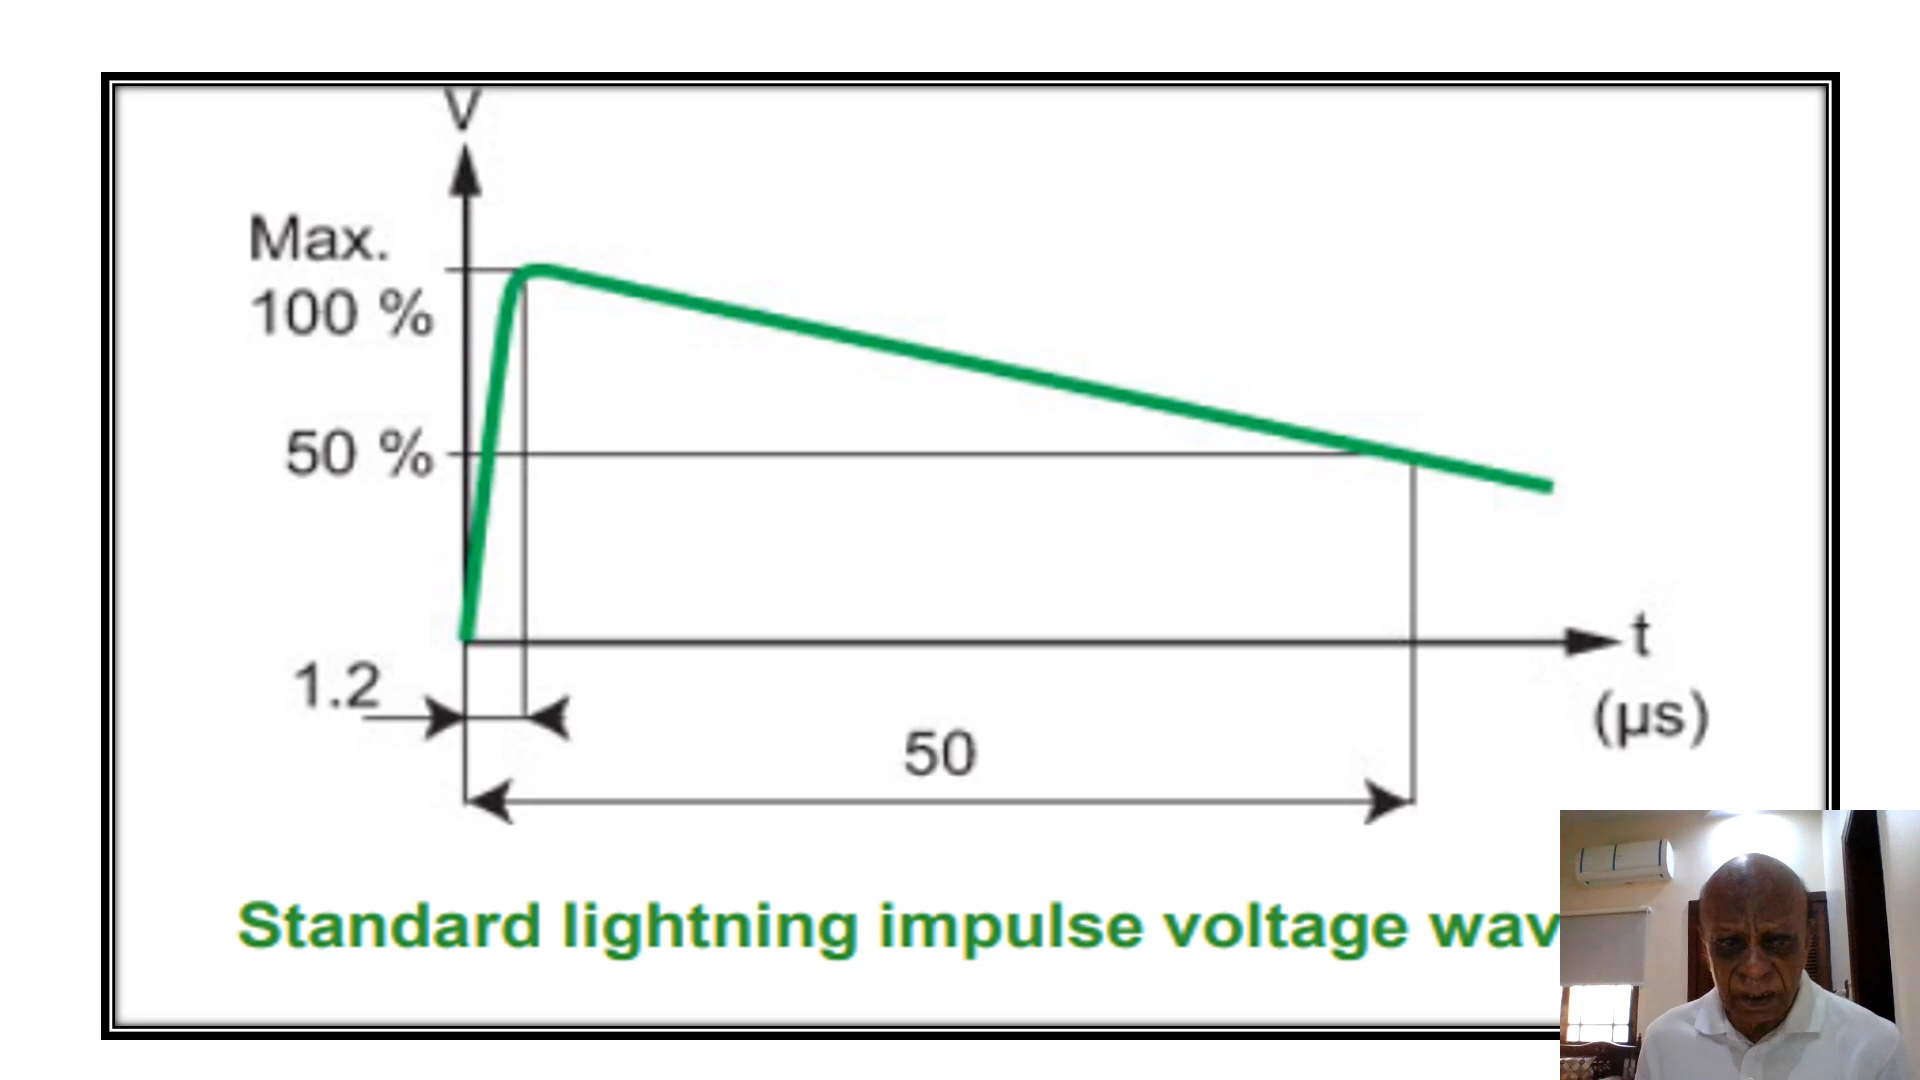 V
Max.
100 %
50 %
t
1.2
(µs)
50
Standard lightning impulse voltage wav